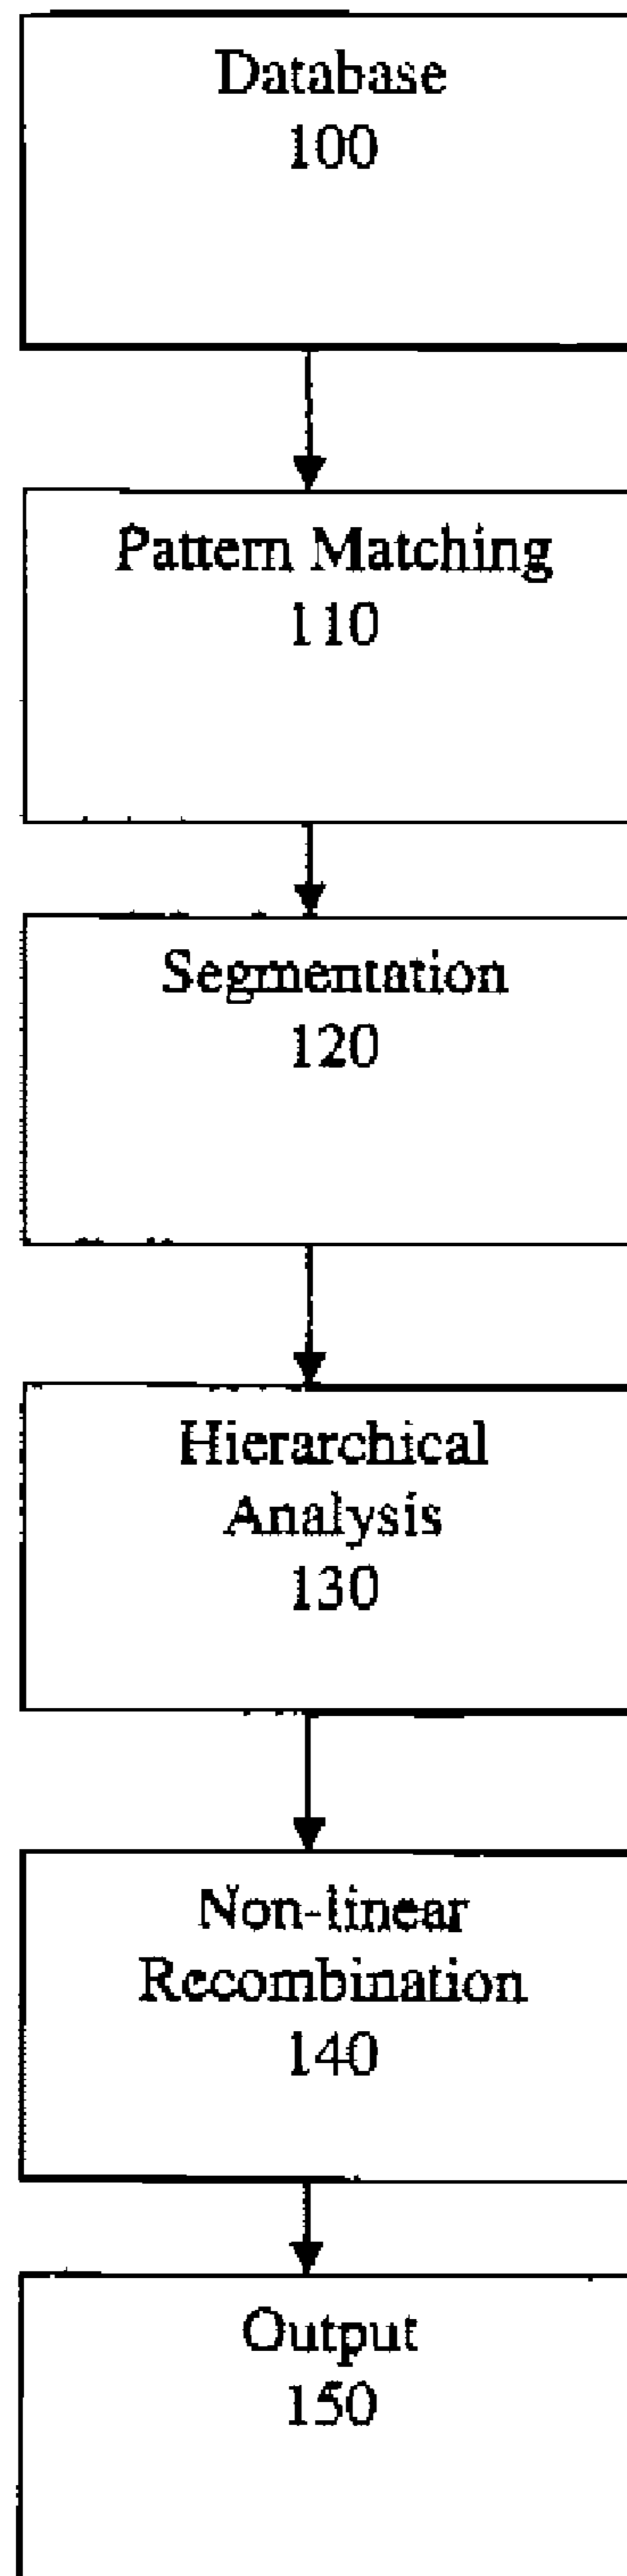 Database
100
Pattern Matching
110
Segmentation
120
Hierarchical
Analysis
130
Non-linear
Recombination
140
Output
150